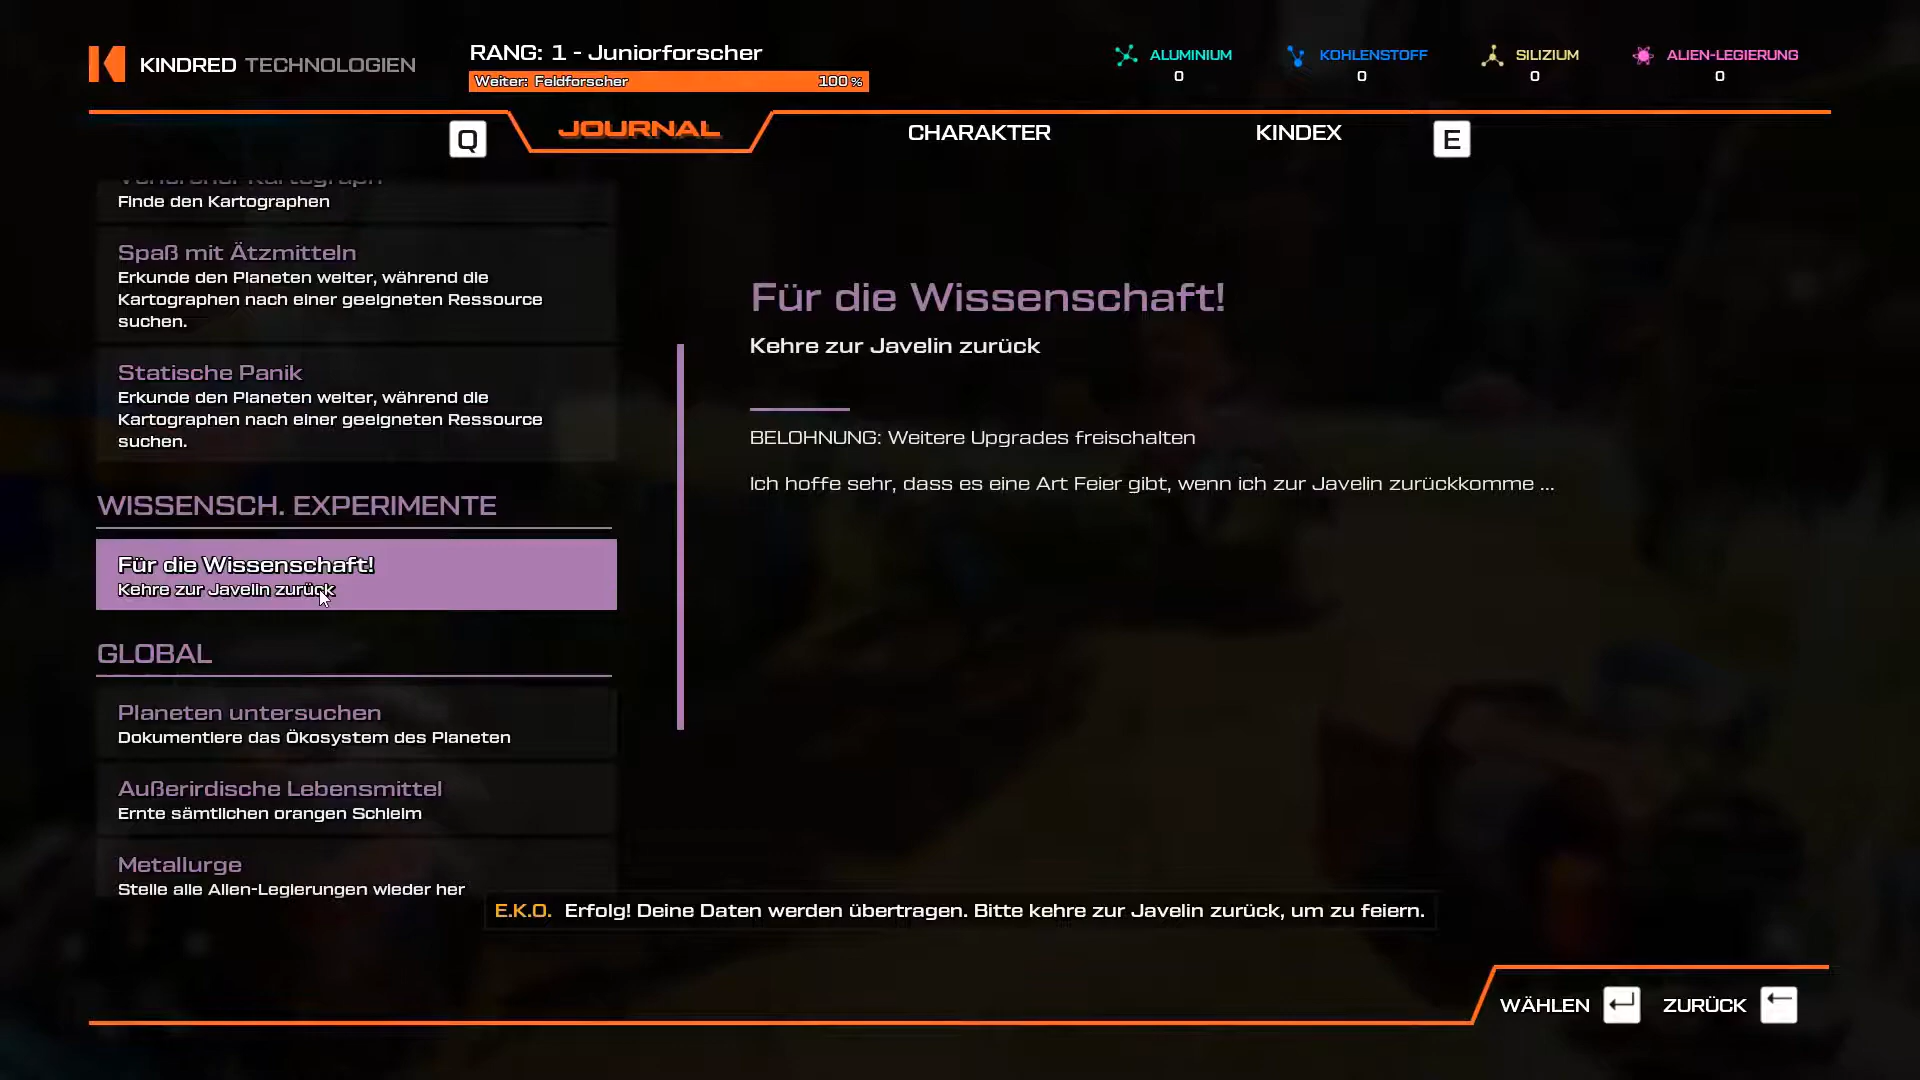 KINDRED TECHNOLOGIEN
RANG: 1 - Juniorforscher
Weiter: Feldforscher 100 %
ALUMINIUM
0
KOHLENSTOFF
0
SILIZIUM
0
ALIEN-LEGIERUNG
0
Q
JOURNAL
CHARAKTER
KINDEX
E
Finde den Kartographen
Spaß mit Ätzmitteln
Erkunde den Planeten weiter, während die
Kartographen nach einer geeigneten Ressource
suchen.
Statische Panik
Erkunde den Planeten weiter, während die
Kartographen nach einer geeigneten Ressource
suchen.
WISSENSCH. EXPERIMENTE
Für die Wissenschaft!
Kehre zur Javelin zurück
GLOBAL
Planeten untersuchen
Dokumentiere das Ökosystem des Planeten
Außerirdische Lebensmittel
Ernte sämtlichen orangen Schleim
Metallurge
Stelle alle Alien-Legierungen wieder her
Für die Wissenschaft!
Kehre zur Javelin zurück
BELOHNUNG: Weitere Upgrades freischalten
Ich hoffe sehr, dass es eine Art Feier gibt, wenn ich zur Javelin zurückkomme ...
E.K.O. Erfolg! Deine Daten werden übertragen. Bitte kehre zur Javelin zurück, um zu feiern.
WÄHLEN
ZURÜCK